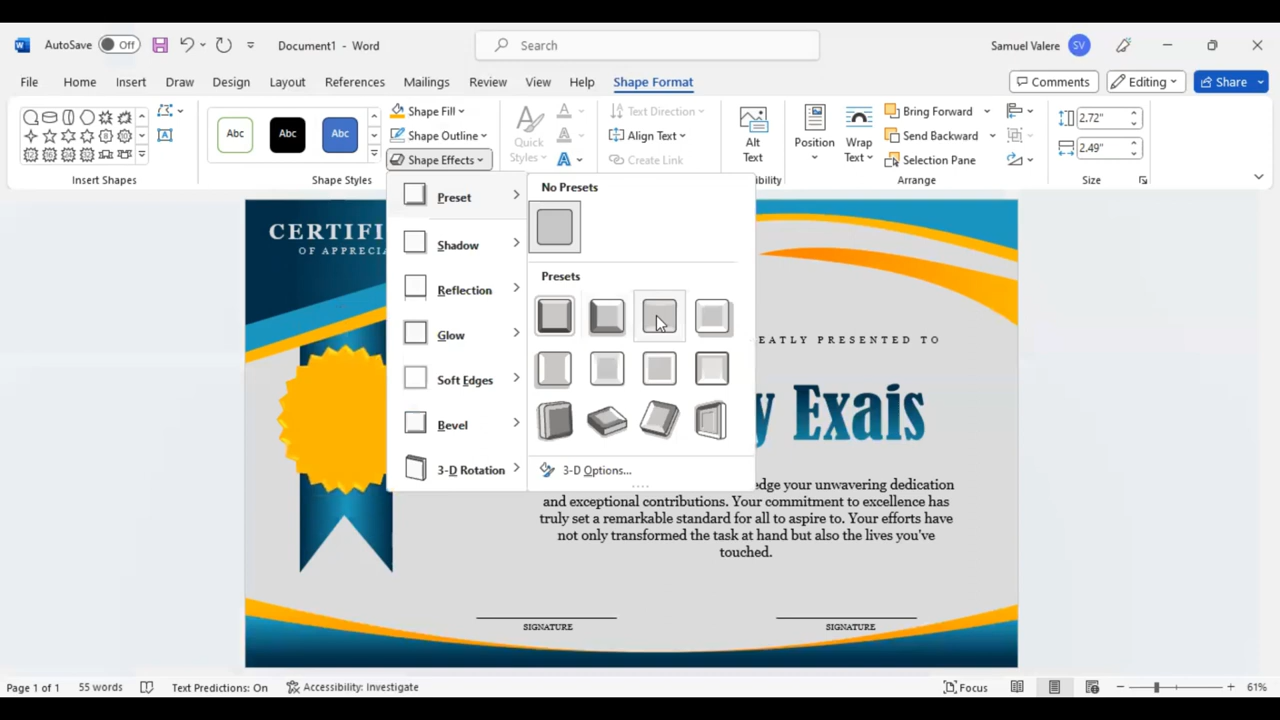 AutoSave Off Document1 - Word Search Samuel Valere SV
File Home Insert Draw Design Layout References Mailings Review View Help Shape Format Comments Editing Share
Abc Abc Abc
Shape Fill
Shape Outline
Shape Effects
Quick
Styles
Text Direction
Align Text
Create Link
Alt
Text
Position
Wrap
Text
Bring Forward
Send Backward
Selection Pane
2.72"
2.49"
Insert Shapes Shape Styles ibility Arrange Size
Preset
Shadow
Reflection
Glow
Soft Edges
Bevel
3-D Rotation
No Presets
Presets
3-D Options...
CERTIFI
OF APPRECIA
EATLY PRESENTED TO
y Exais
edge your unwavering dedication
and exceptional contributions. Your commitment to excellence has
truly set a remarkable standard for all to aspire to. Your efforts have
not only transformed the task at hand but also the lives you've
touched.
SIGNATURE SIGNATURE
Page 1 of 1 55 words Text Predictions: On Accessibility: Investigate Focus 61%